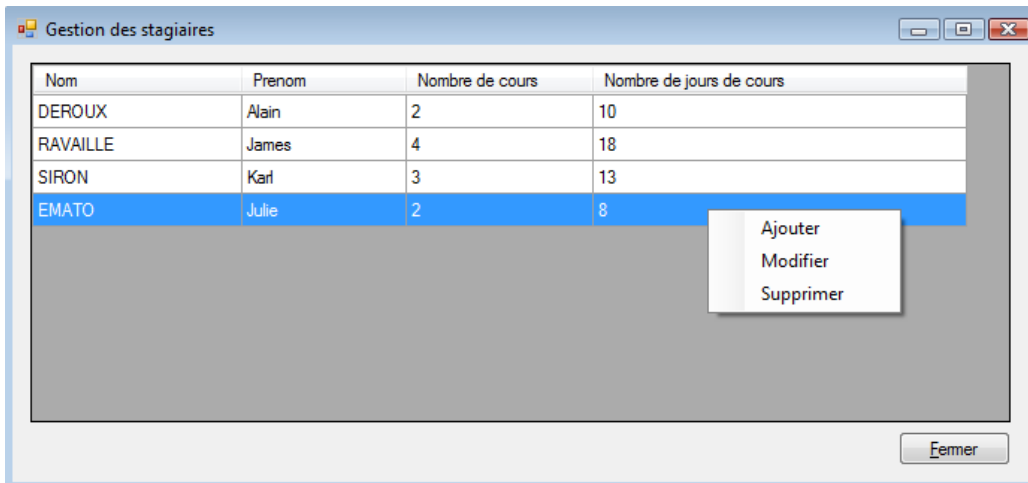 Gestion des stagiaires
Nom Prenom Nombre de cours Nombre de jours de cours
DEROUX Alain 2 10
RAVAILLE James 4 18
SIRON Karl 3 13
EMATO Julie 2 8
Ajouter
Modifier
Supprimer
Fermer